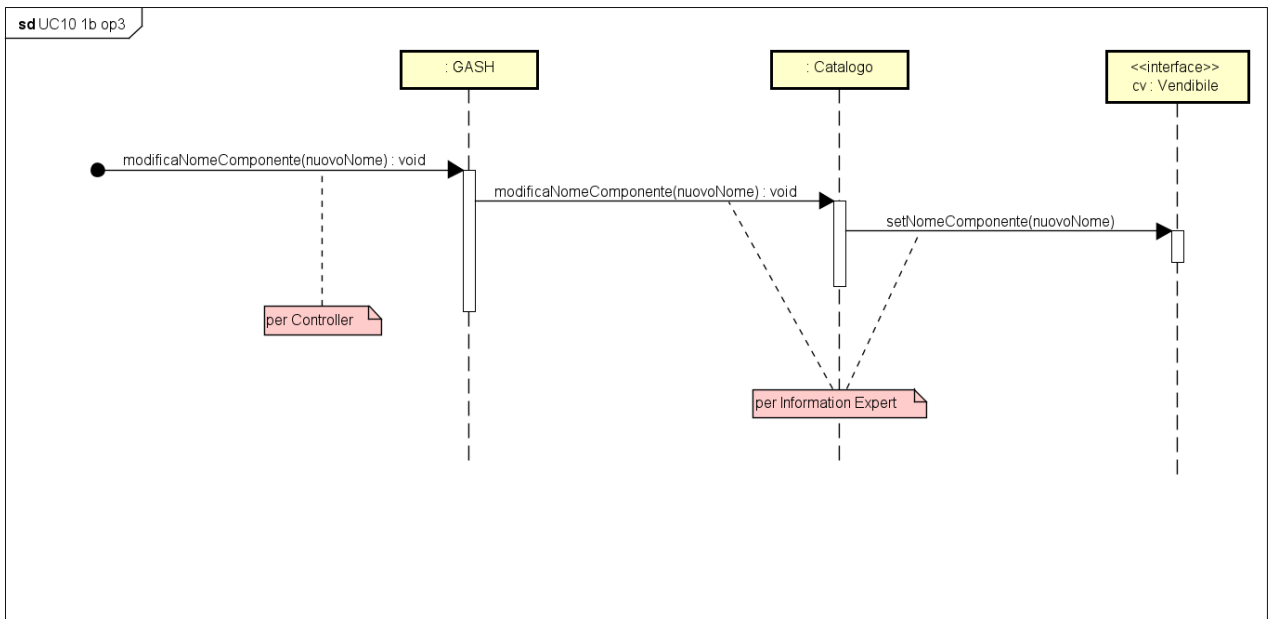 sd UC10 1b op3
: GASH
: Catalogo
<<interface>>
cv : Vendibile
modificaNomeComponente(nuovoNome) : void
modificaNomeComponente(nuovoNome) : void
setNomeComponente(nuovoNome)
per Controller
per Information Expert